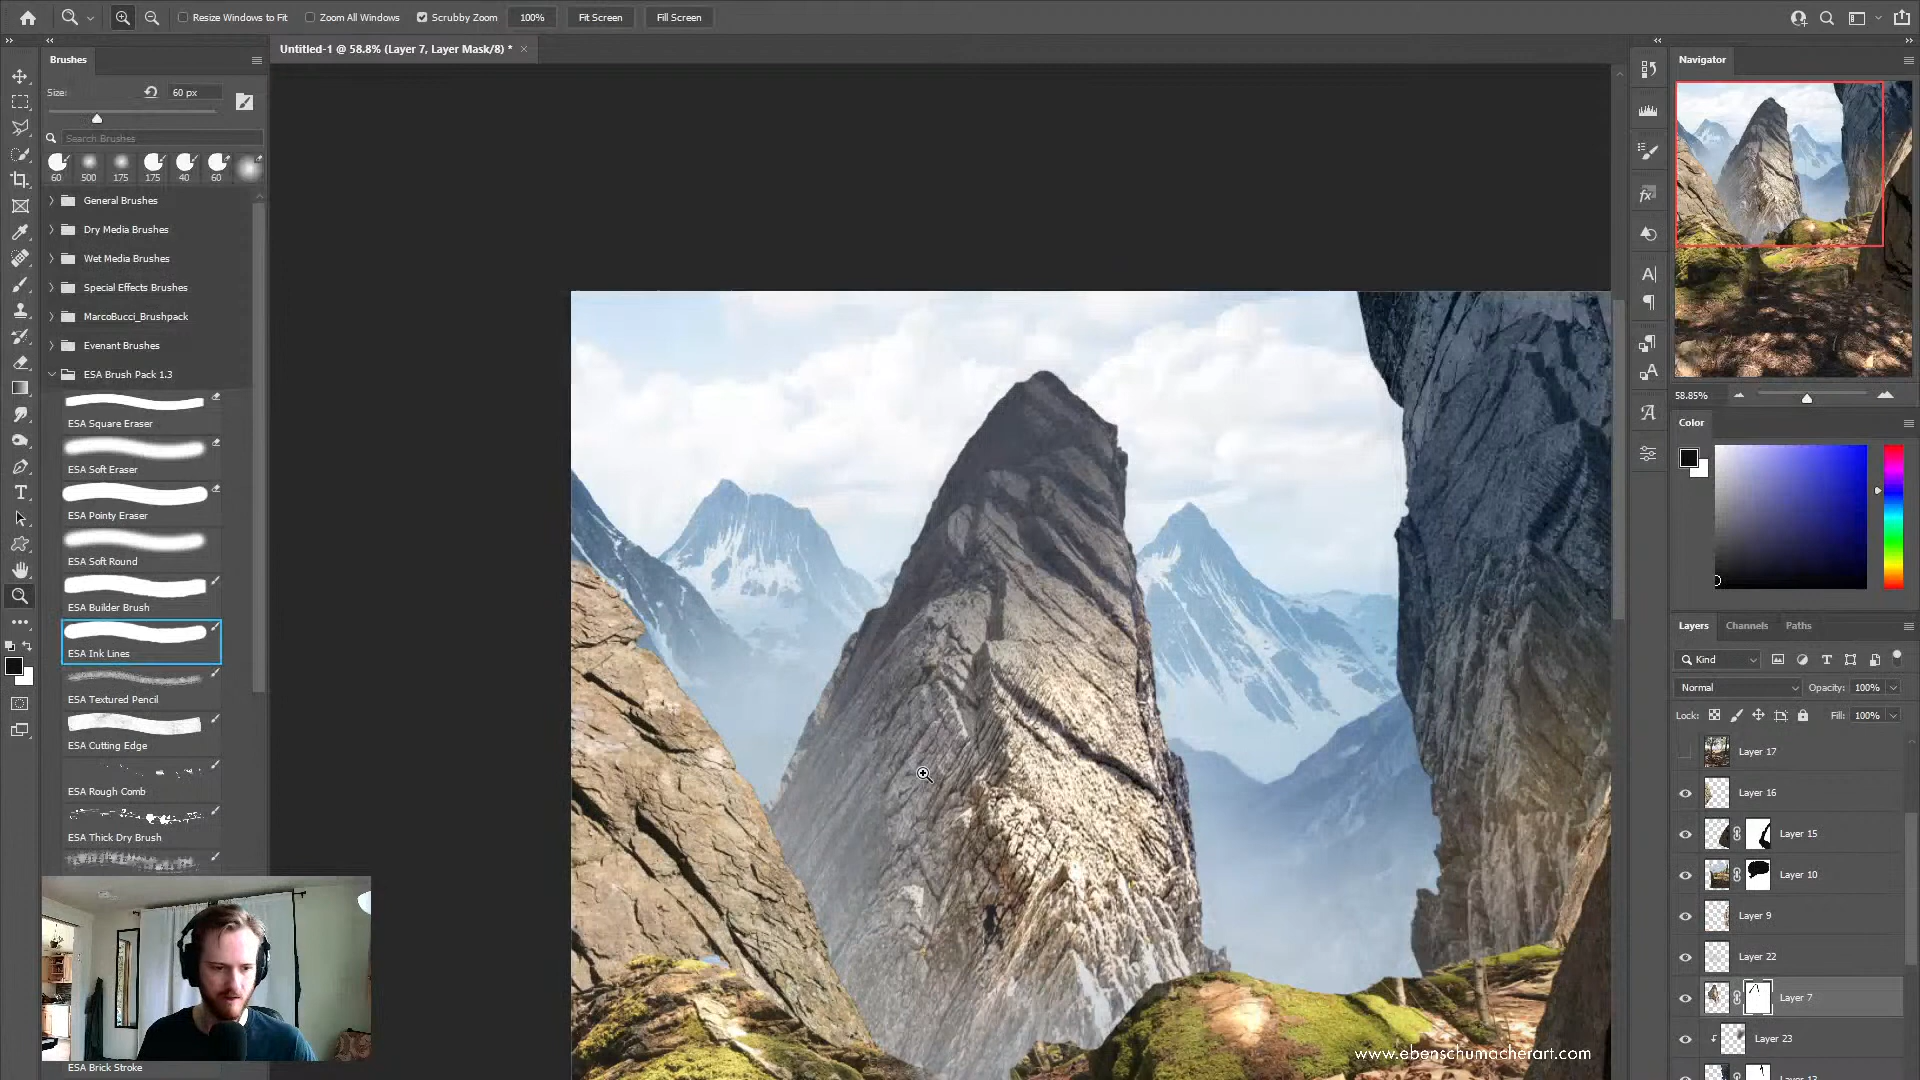 Resize Windows to Fit
Zoom All Windows
Scrubby Zoom
100%
Fit Screen
Fill Screen
Brushes
Untitled-1 @ 58.8% (Layer 7, Layer Mask/8) *
Navigator
Size:
60 px
Search Brushes
60
500
175
175
40
60
General Brushes
Dry Media Brushes
Wet Media Brushes
Special Effects Brushes
MarcoBucci_Brushpack
Evenant Brushes
ESA Brush Pack 1.3
ESA Square Eraser
ESA Soft Eraser
ESA Pointy Eraser
ESA Soft Round
ESA Builder Brush
ESA Ink Lines
ESA Textured Pencil
ESA Cutting Edge
ESA Rough Comb
ESA Thick Dry Brush
ESA Brick Stroke
58.85%
Color
Layers
Channels
Paths
Kind
Normal
Opacity:
100%
Lock:
Fill:
100%
Layer 17
Layer 16
Layer 15
Layer 10
Layer 9
Layer 22
Layer 7
Layer 23
www.ebenschumacherart.com